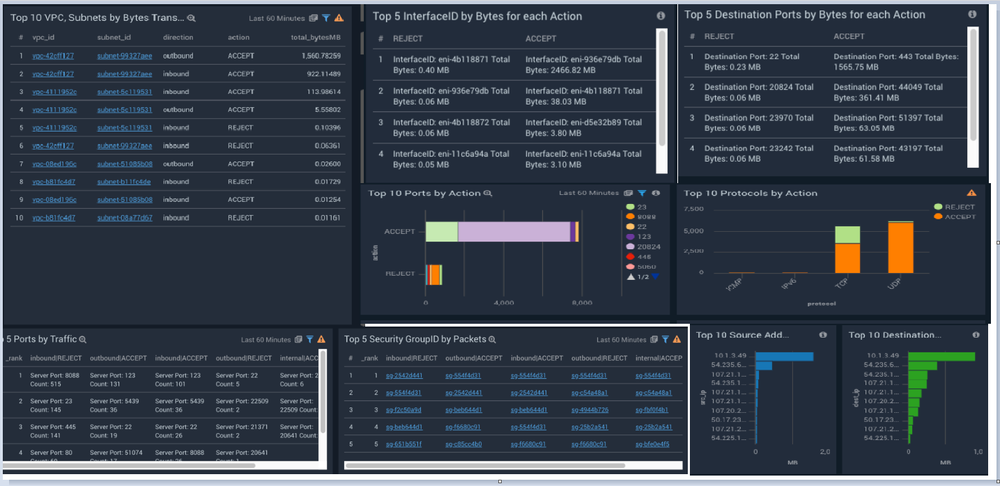 Top 10 VPC, Subnets by Bytes Trans... Last 60 Minutes
# vpc_id subnet_id direction action total_bytesMB
1 vpc-42cff127 subnet-99327aee outbound ACCEPT 1,560.78259
2 vpc-42cff127 subnet-99327aee inbound ACCEPT 922.11489
3 vpc-4111952c subnet-5c119531 inbound ACCEPT 113.98614
4 vpc-4111952c subnet-5c119531 outbound ACCEPT 5.55802
5 vpc-4111952c subnet-5c119531 inbound REJECT 0.10396
6 vpc-42cff127 subnet-99327aee inbound REJECT 0.06361
7 vpc-08ed196c subnet-51085b08 outbound ACCEPT 0.02600
8 vpc-b81fc4d7 subnet-b11fc4de inbound REJECT 0.01729
9 vpc-08ed196c subnet-51085b08 inbound ACCEPT 0.01254
10 vpc-b81fc4d7 subnet-08a77d67 inbound REJECT 0.01161
Top 5 InterfaceID by Bytes for each Action
# REJECT ACCEPT
1 InterfaceID: eni-4b118871 Total InterfaceID: eni-936e79db Total
Bytes: 0.40 MB Bytes: 2466.82 MB
2 InterfaceID: eni-936e79db Total InterfaceID: eni-4b118871 Total
Bytes: 0.06 MB Bytes: 38.03 MB
3 InterfaceID: eni-4b118872 Total InterfaceID: eni-d5e32b89 Total
Bytes: 0.06 MB Bytes: 3.80 MB
4 InterfaceID: eni-11c6a94a Total InterfaceID: eni-11c6a94a Total
Bytes: 0.05 MB Bytes: 3.10 MB
Top 5 Destination Ports by Bytes for each Action
# REJECT ACCEPT
1 Destination Port: 22 Total Destination Port: 443 Total Bytes:
Bytes: 0.23 MB 1565.75 MB
2 Destination Port: 20824 Total Destination Port: 44049 Total
Bytes: 0.06 MB Bytes: 361.41 MB
3 Destination Port: 23970 Total Destination Port: 51397 Total
Bytes: 0.06 MB Bytes: 63.05 MB
4 Destination Port: 23242 Total Destination Port: 43197 Total
Bytes: 0.06 MB Bytes: 61.58 MB
Top 10 Ports by Action Last 60 Minutes
action
ACCEPT
REJECT
0 4,000 8,000
23
8088
22
123
20824
445
5060
1/2
Top 10 Protocols by Action
7,500
5,000
2,500
0
ICMP IPv6 TCP UDP
protocol
REJECT
ACCEPT
5 Ports by Traffic Last 60 Minutes
_rank inbound|REJECT outbound|ACCEPT inbound|ACCEPT outbound|REJECT internal|ACC
1 Server Port: 8088 Server Port: 123 Server Port: 123 Server Port: 22 Server Port: 2
Count: 515 Count: 131 Count: 101 Count: 5 Count: 6
2 Server Port: 23 Server Port: 5439 Server Port: 5439 Server Port: 22509 Server Port:
Count: 145 Count: 36 Count: 36 Count: 2 22509 Count:
3 Server Port: 445 Server Port: 22 Server Port: 22 Server Port: 21371 Server Port:
Count: 141 Count: 19 Count: 26 Count: 2 20641 Count:
4 Server Port: 80 Server Port: 51074 Server Port: 8088 Server Port: 20641
Count: 60 Count: 17 Count: 26 Count: 1
Top 5 Security GroupID by Packets Last 60 Minutes
# _rank inbound|REJECT outbound|ACCEPT inbound|ACCEPT outbound|REJECT internal|ACCEP
1 1 sg-2542d441 sg-554f4d31 sg-554f4d31 sg-554f4d31 sg-554f4d31
2 2 sg-554f4d31 sg-2542d441 sg-2542d441 sg-c54a48a1 sg-c54a48a1
3 3 sg-f2c50a9d sg-beb644d1 sg-beb644d1 sg-4944b726 sg-fbf0f4b1
4 4 sg-beb644d1 sg-f6680c91 sg-554f4d31 sg-25b2a541 sg-25b2a541
5 5 sg-651b551f sg-c85cc4b0 sg-f6680c91 sg-f6680c91 sg-bfe0e4f5
Top 10 Source Add...
src_ip
10.1.3.49
54.235.6...
107.21.1...
54.235.1...
107.21.1...
107.21.1...
107.20.2...
50.17.23...
107.21.2...
54.225.1...
0 2,0
MB
Top 10 Destination...
dest_ip
10.1.3.49
54.235.6...
107.21.1...
107.21.1...
107.21.1...
107.20.2...
107.21.1...
50.17.23...
107.21.2...
54.235.1...
0 1,0
MB